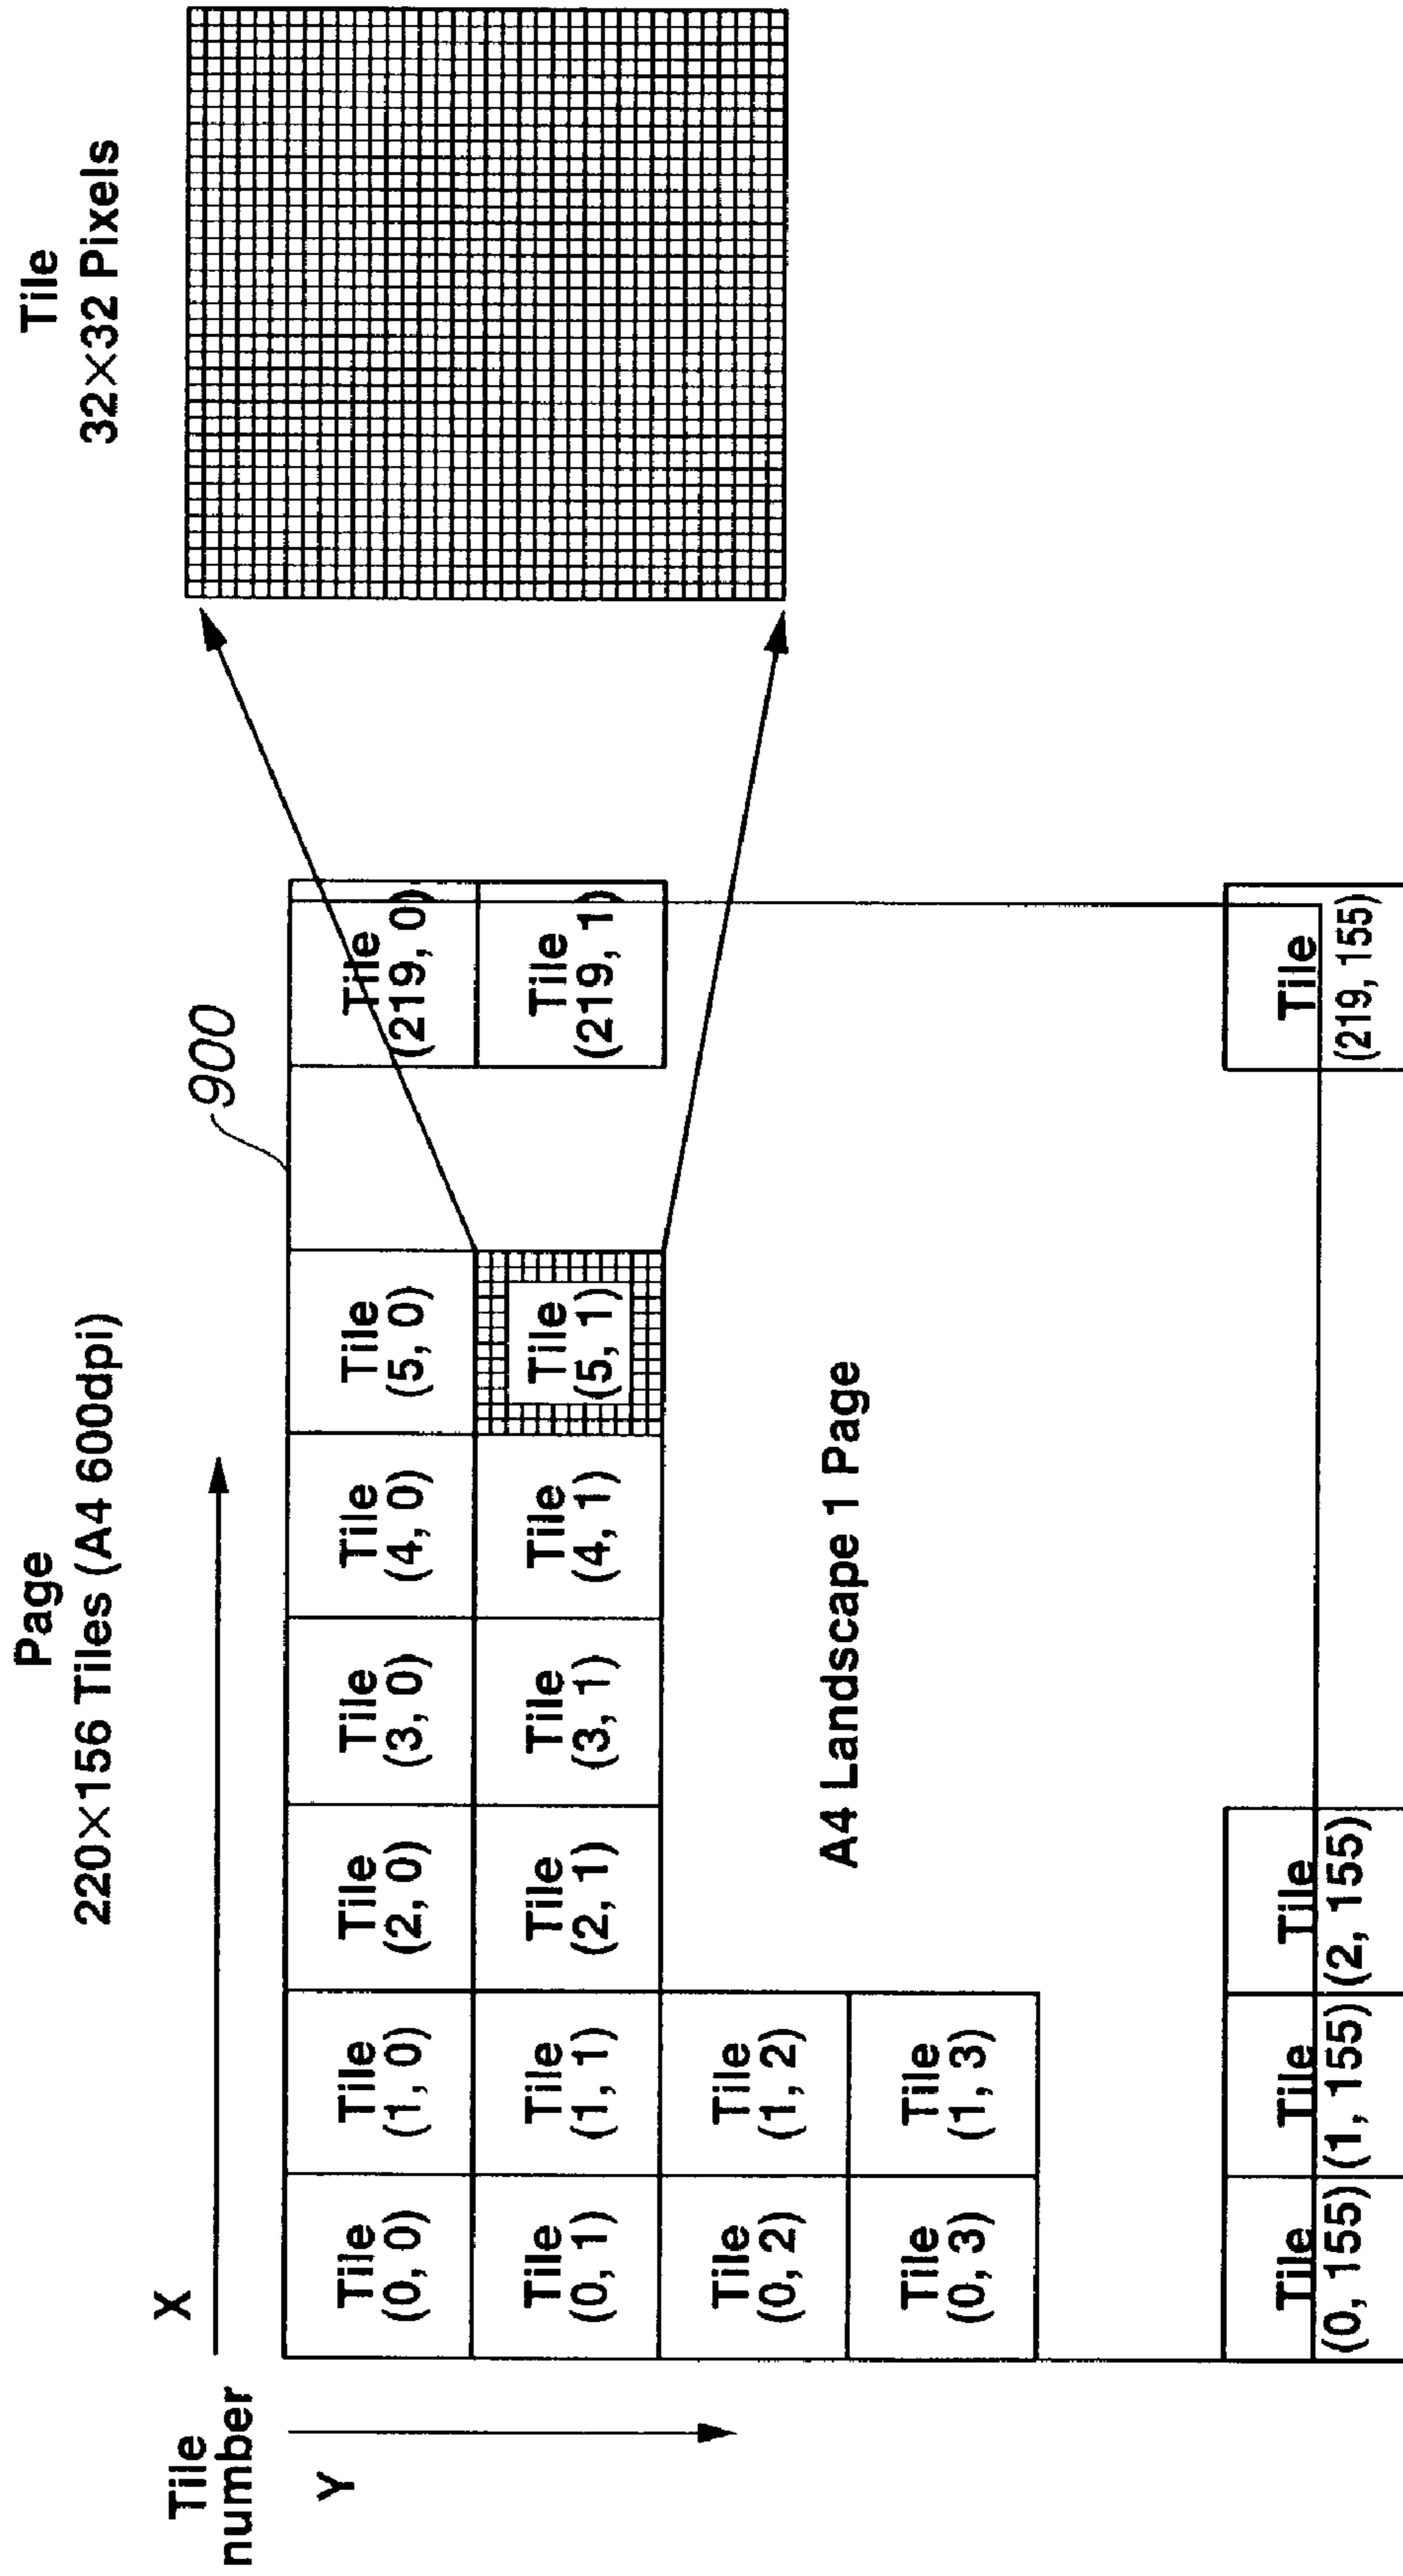 Page
220×156 Tiles (A4 600dpi)
Tile
32×32 Pixels
Tile
number
X
Y
900
Tile
(0, 0)
Tile
(1, 0)
Tile
(2, 0)
Tile
(3, 0)
Tile
(4, 0)
Tile
(5, 0)
Tile
(219, 0)
Tile
(0, 1)
Tile
(1, 1)
Tile
(2, 1)
Tile
(3, 1)
Tile
(4, 1)
Tile
(5, 1)
Tile
(219, 1)
Tile
(0, 2)
Tile
(1, 2)
Tile
(0, 3)
Tile
(1, 3)
A4 Landscape 1 Page
Tile
(0, 155)
Tile
(1, 155)
Tile
(2, 155)
Tile
(219, 155)